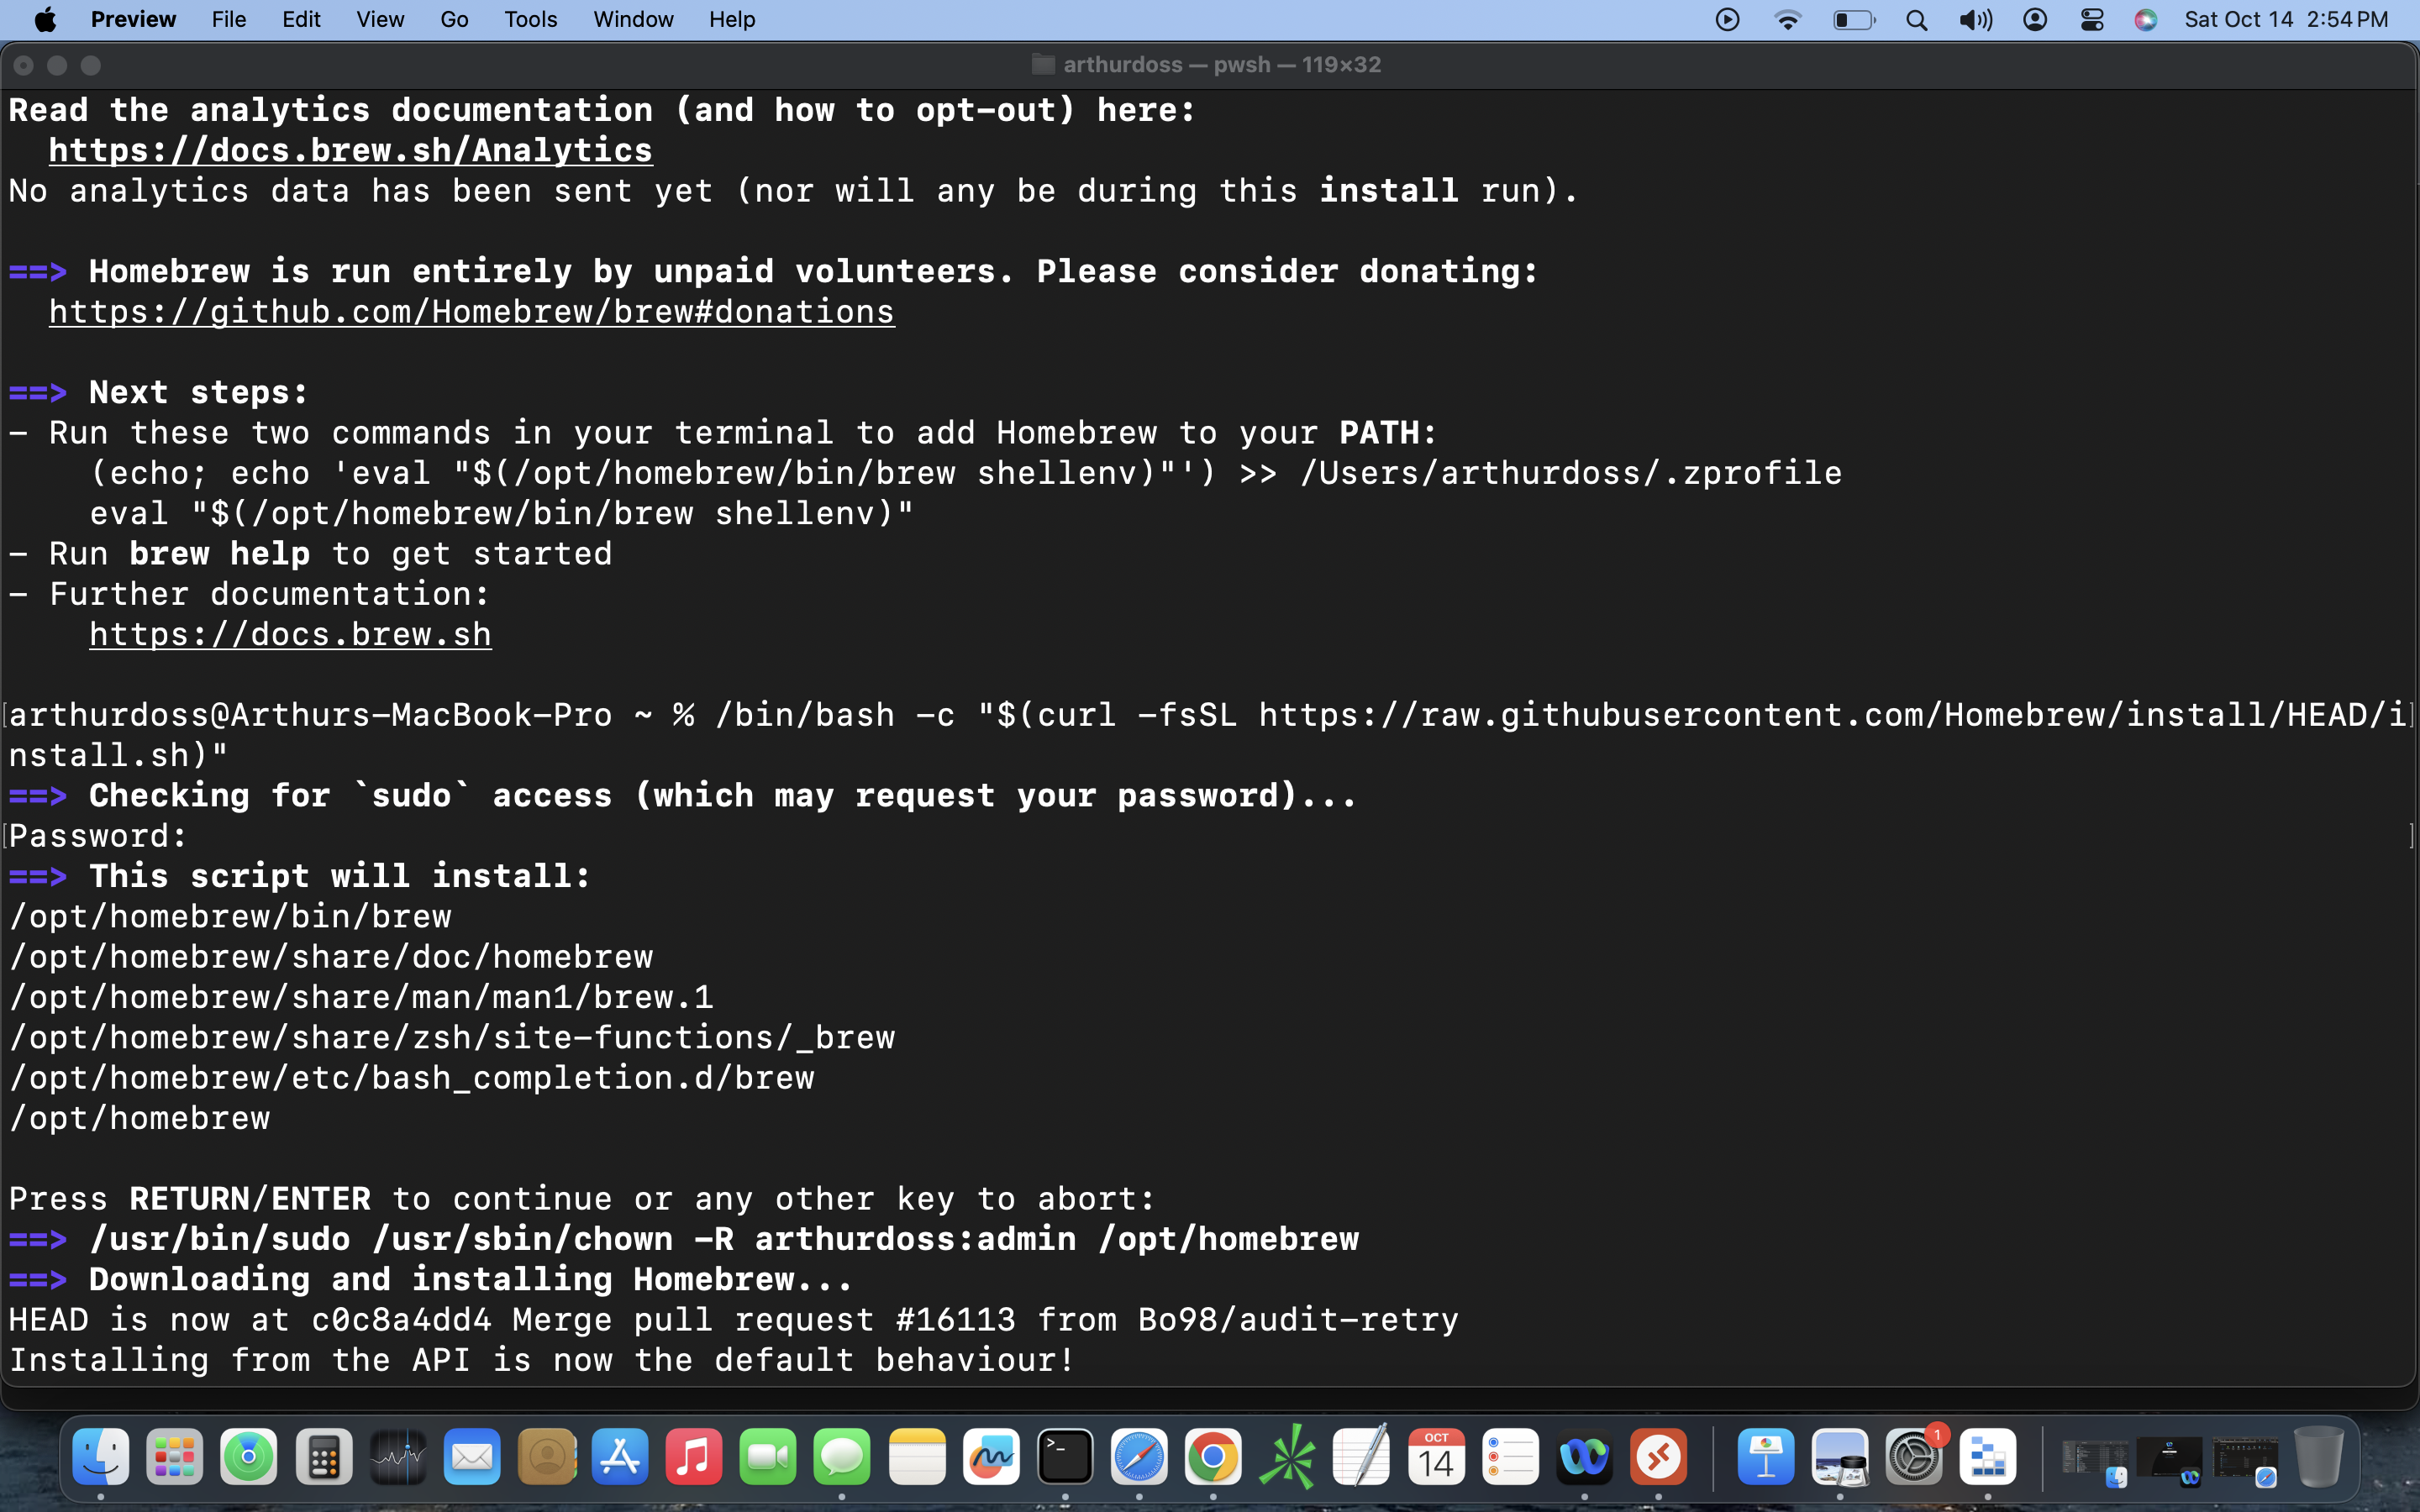 Preview File Edit View Go Tools Window Help Sat Oct 14 2:54 PM
arthurdoss — pwsh — 119×32
Read the analytics documentation (and how to opt-out) here:
https://docs.brew.sh/Analytics
No analytics data has been sent yet (nor will any be during this install run).
==> Homebrew is run entirely by unpaid volunteers. Please consider donating:
https://github.com/Homebrew/brew#donations
==> Next steps:
- Run these two commands in your terminal to add Homebrew to your PATH:
(echo; echo 'eval "$(/opt/homebrew/bin/brew shellenv)"') >> /Users/arthurdoss/.zprofile
eval "$(/opt/homebrew/bin/brew shellenv)"
- Run brew help to get started
- Further documentation:
https://docs.brew.sh
[arthurdoss@Arthurs-MacBook-Pro ~ % /bin/bash -c "$(curl -fsSL https://raw.githubusercontent.com/Homebrew/install/HEAD/i]
nstall.sh)"
==> Checking for `sudo` access (which may request your password)...
[Password: ]
==> This script will install:
/opt/homebrew/bin/brew
/opt/homebrew/share/doc/homebrew
/opt/homebrew/share/man/man1/brew.1
/opt/homebrew/share/zsh/site-functions/_brew
/opt/homebrew/etc/bash_completion.d/brew
/opt/homebrew
Press RETURN/ENTER to continue or any other key to abort:
==> /usr/bin/sudo /usr/sbin/chown -R arthurdoss:admin /opt/homebrew
==> Downloading and installing Homebrew...
HEAD is now at c0c8a4dd4 Merge pull request #16113 from Bo98/audit-retry
Installing from the API is now the default behaviour!
>_
OCT
14
1